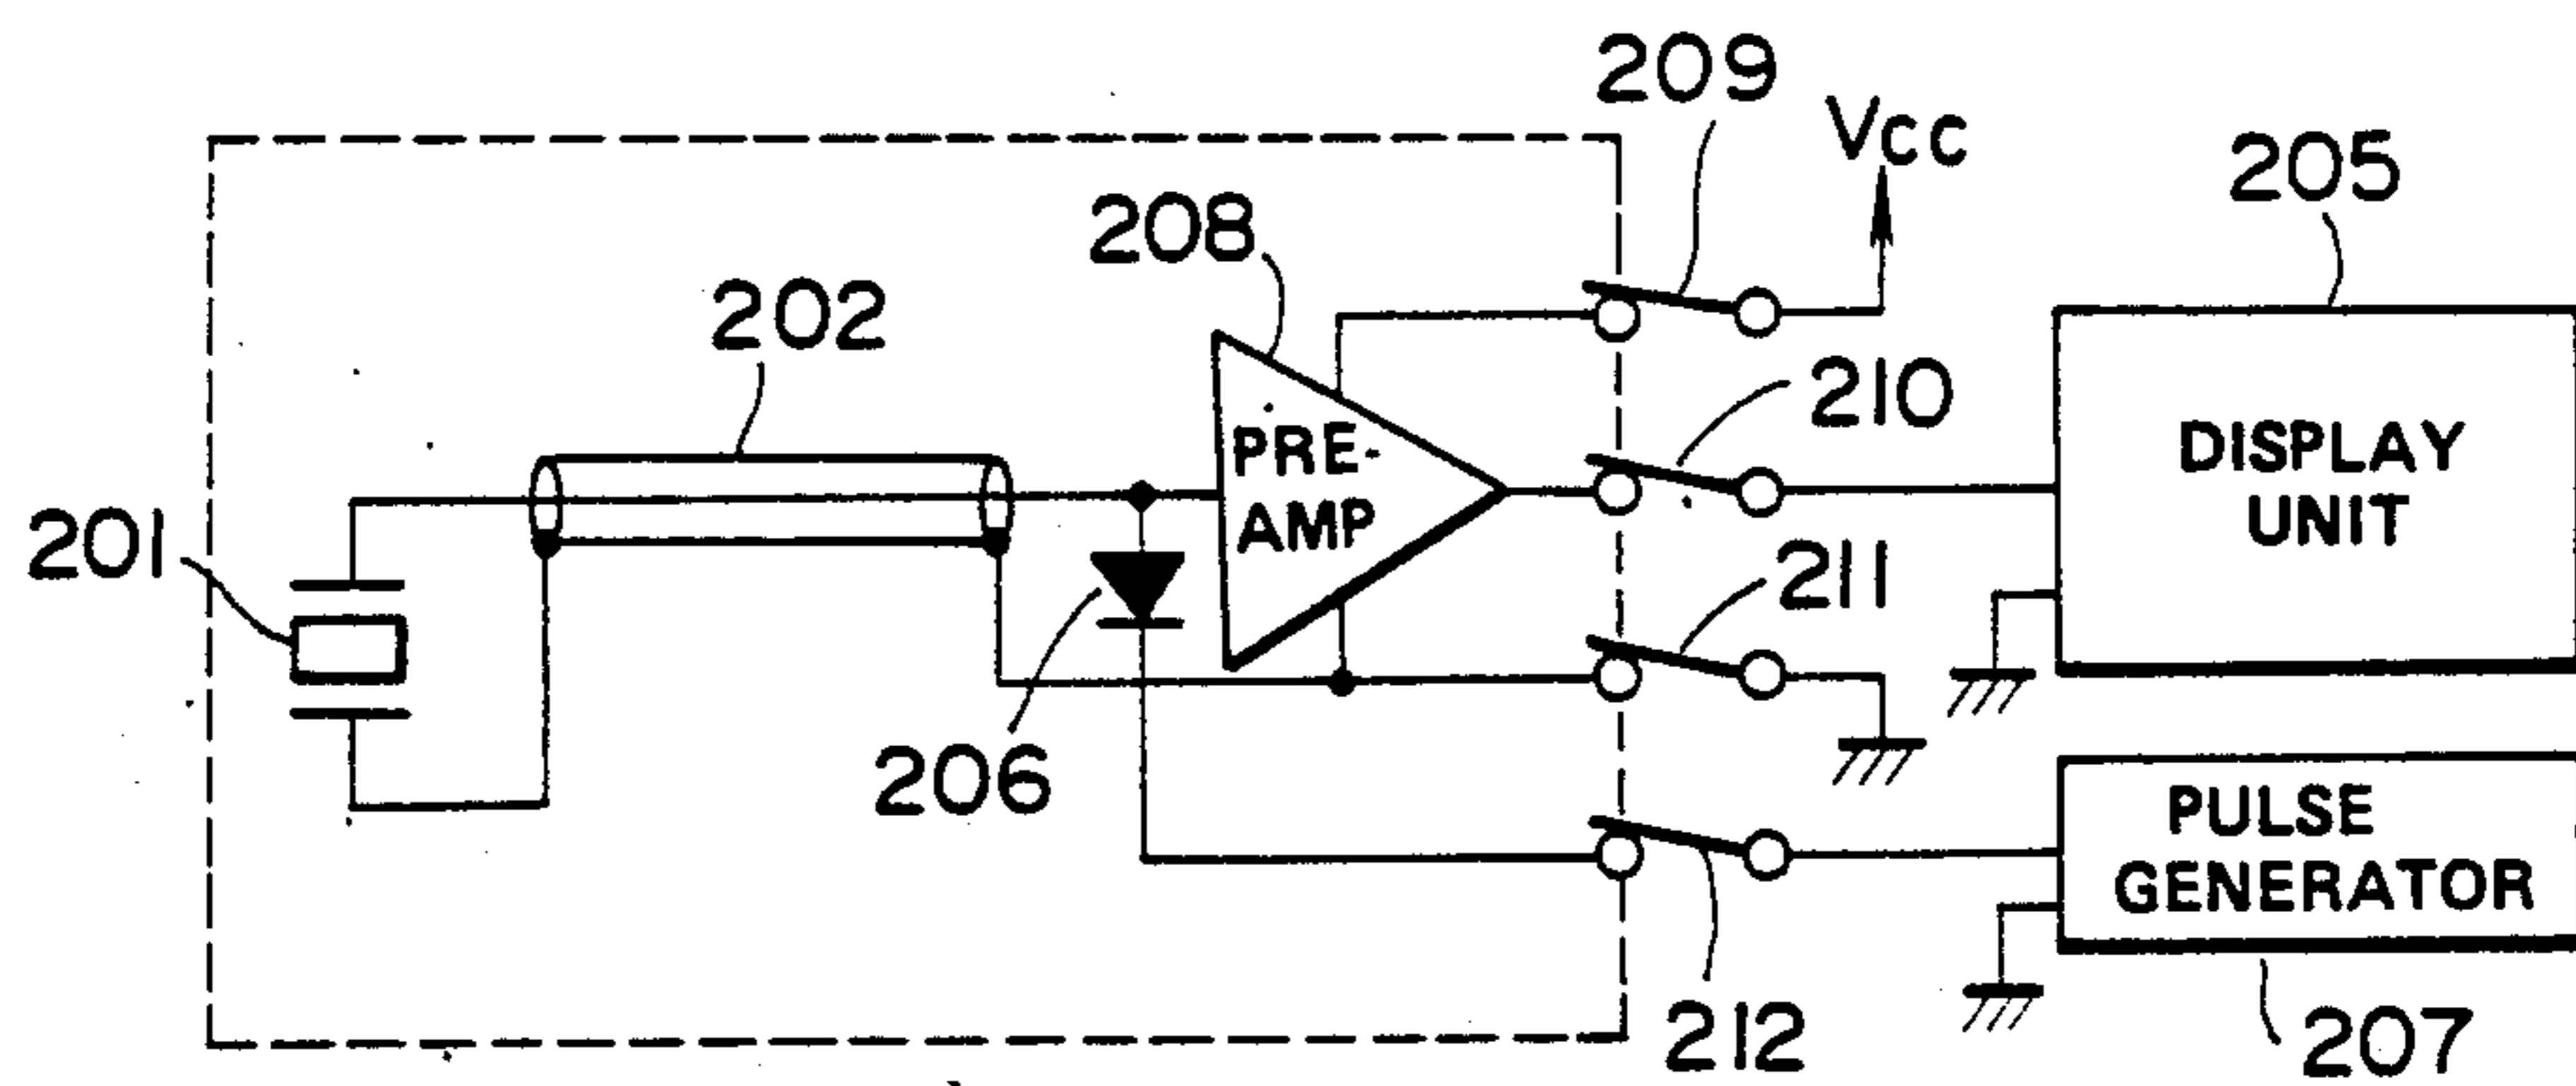 209
Vcc
205
208
202
210
PRE-
AMP
DISPLAY
UNIT
201
211
206
PULSE
GENERATOR
212
207